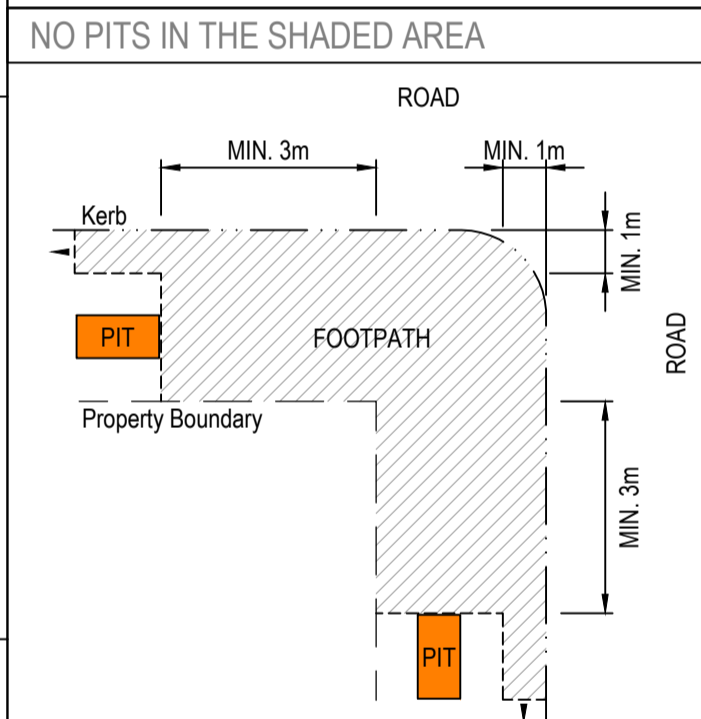 NO PITS IN THE SHADED AREA
ROAD
MIN. 3m
MIN. 1m
Kerb
MIN. 1m
PIT
FOOTPATH
ROAD
Property Boundary
MIN. 3m
PIT